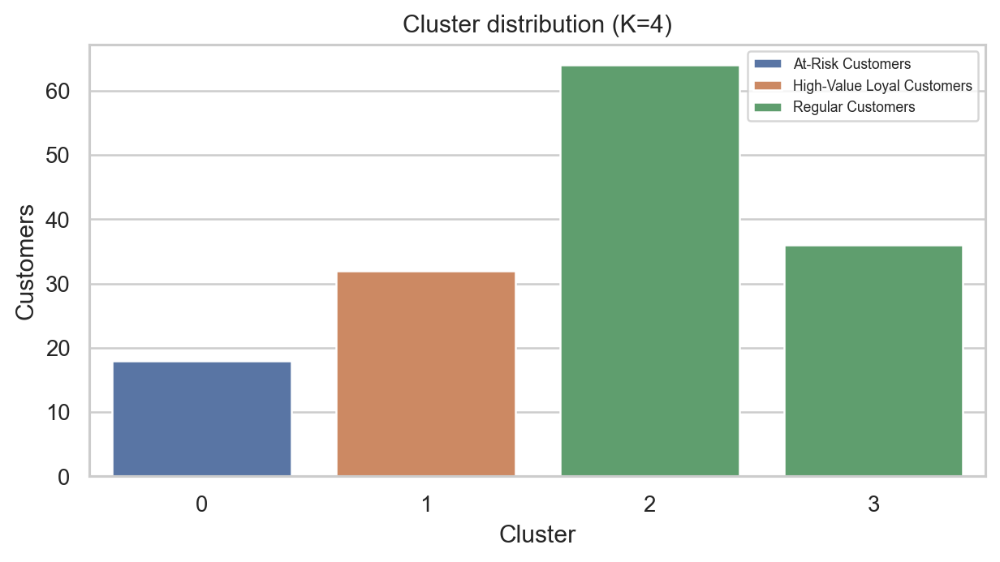 Cluster distribution (K=4)
At-Risk Customers
High-Value Loyal Customers
Regular Customers
Customers
60
50
40
30
20
10
0
0 1 2 3
Cluster